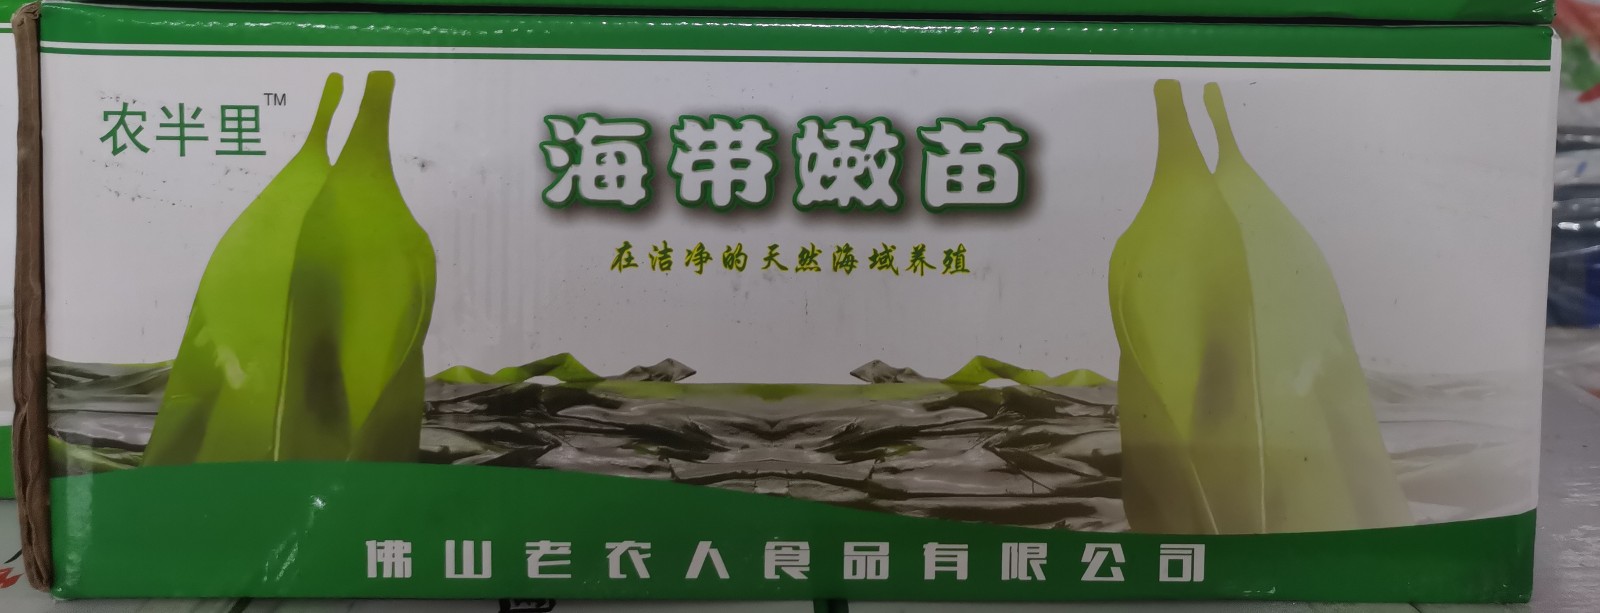 农半里™
海带嫩苗
在洁净的天然海域养殖
佛山老农人食品有限公司